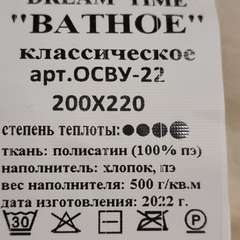 DREAM TIME
"ВАТНОЕ"
классическое
арт.ОСВУ-22
200X220
степень теплоты:
ткань: полисатин (100% пэ)
наполнитель: хлопок, пэ
вес наполнителя: 500 г/кв.м
дата изготовления: 2022 г.
30 P